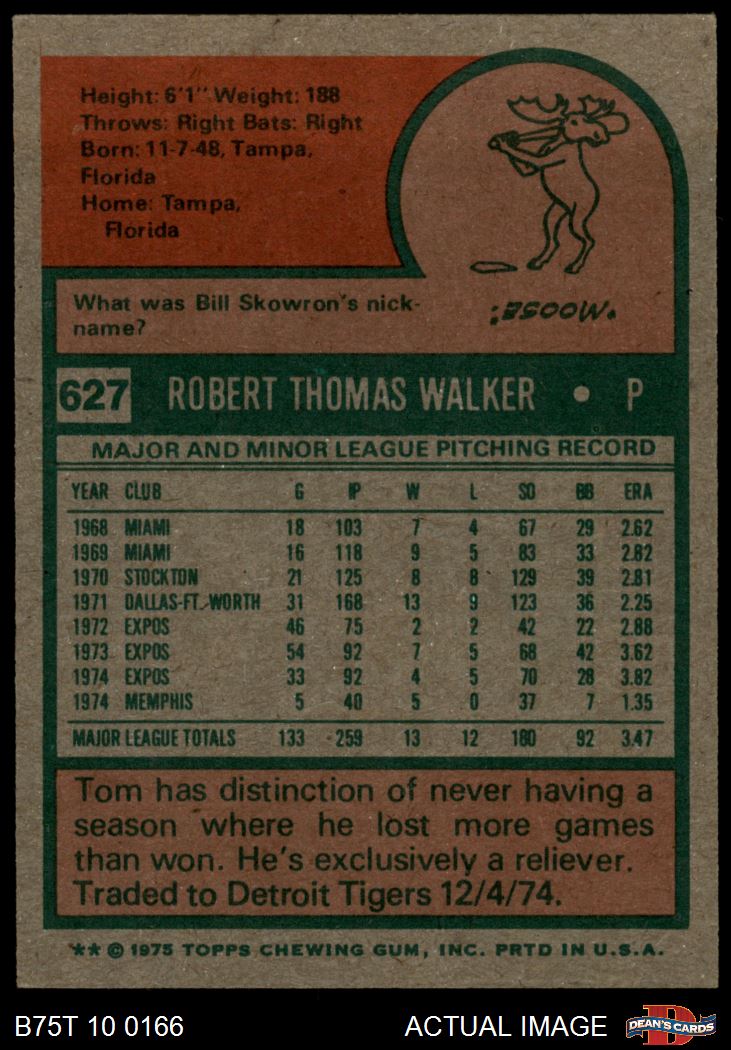 Height: 6'1" Weight: 188
Throws: Right Bats: Right
Born: 11-7-48, Tampa,
Florida
Home: Tampa,
Florida
What was Bill Skowron's nick-
name?
"Moose."
627 ROBERT THOMAS WALKER • P
MAJOR AND MINOR LEAGUE PITCHING RECORD
YEAR CLUB G IP W L SO BB ERA
1968 MIAMI 18 103 7 4 67 29 2.62
1969 MIAMI 16 118 9 5 83 33 2.82
1970 STOCKTON 21 125 8 8 129 39 2.81
1971 DALLAS-FT. WORTH 31 168 13 9 123 36 2.25
1972 EXPOS 46 75 2 2 42 22 2.88
1973 EXPOS 54 92 7 5 68 42 3.62
1974 EXPOS 33 92 4 5 70 28 3.82
1974 MEMPHIS 5 40 5 0 37 7 1.35
MAJOR LEAGUE TOTALS 133 259 13 12 180 92 3.47
Tom has distinction of never having a
season where he lost more games
than won. He's exclusively a reliever.
Traded to Detroit Tigers 12/4/74.
** © 1975 TOPPS CHEWING GUM, INC. PRTD IN U.S.A.
B75T 10 0166 ACTUAL IMAGE D DEAN'S CARDS